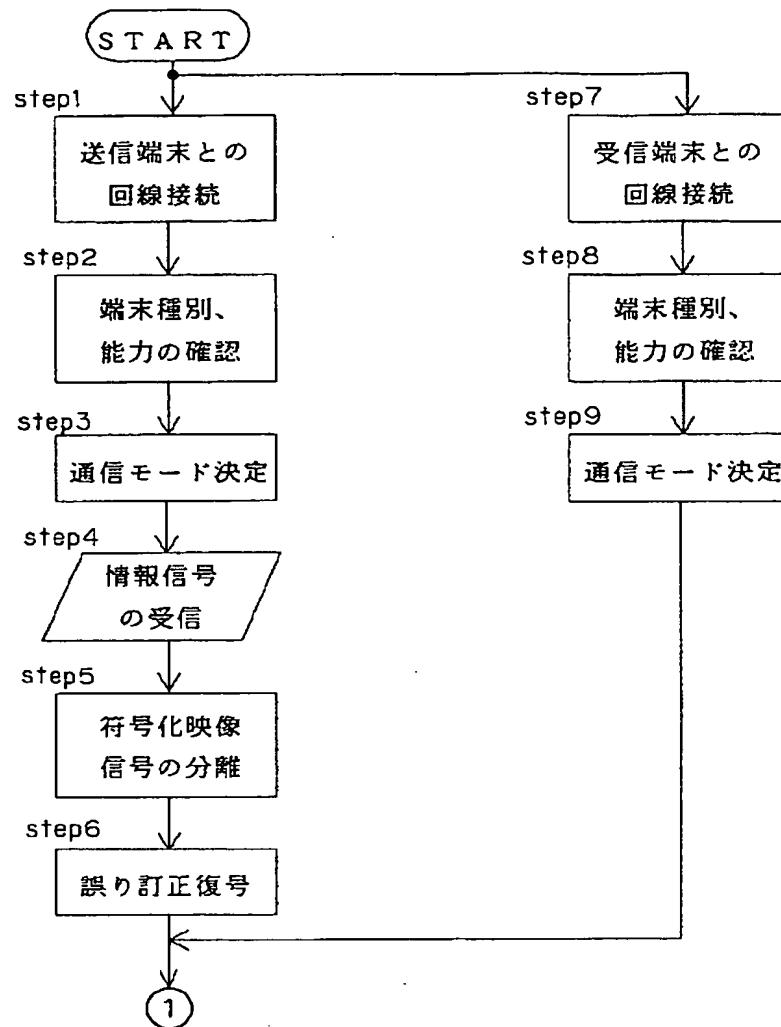 START
step1
送信端末との
回線接続
step2
端末種別、
能力の確認
step3
通信モード決定
step4
情報信号
の受信
step5
符号化映像
信号の分離
step6
誤り訂正復号
step7
受信端末との
回線接続
step8
端末種別、
能力の確認
step9
通信モード決定
1